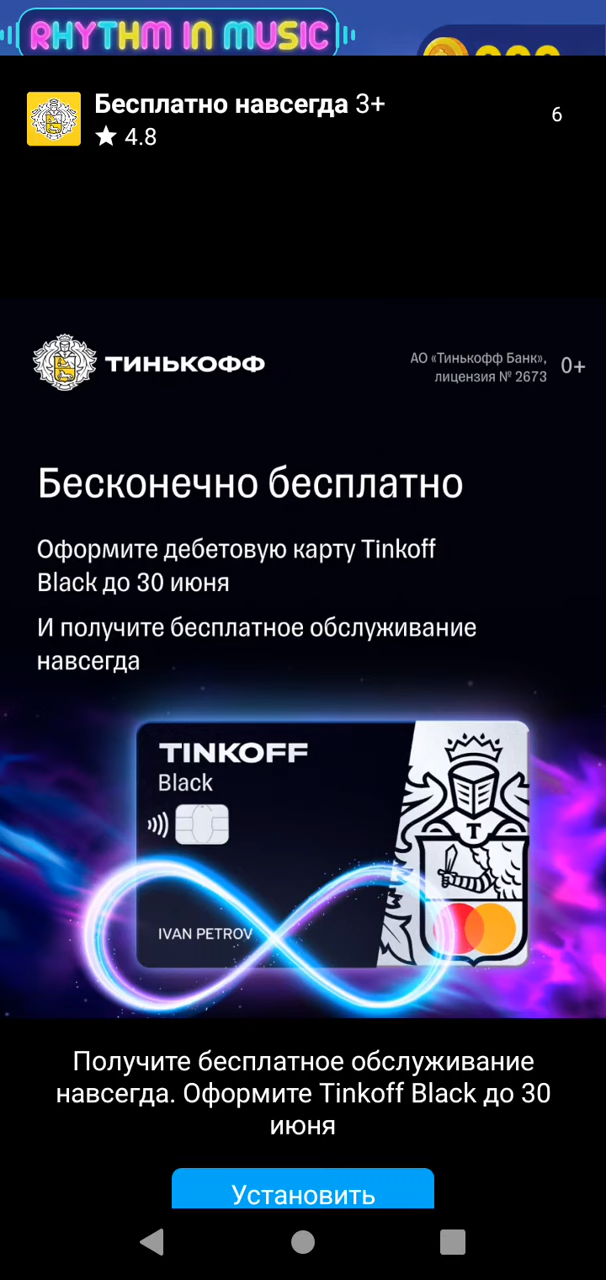 RHYTHM IN MUSIC
Бесплатно навсегда 3+
4.8
6
ТИНЬКОФФ
АО «Тинькофф Банк»,
лицензия № 2673
0+
Бесконечно бесплатно
Оформите дебетовую карту Tinkoff
Black до 30 июня
И получите бесплатное обслуживание
навсегда
TINKOFF
Black
T
IVAN PETROV
Получите бесплатное обслуживание
навсегда. Оформите Tinkoff Black до 30
июня
Установить